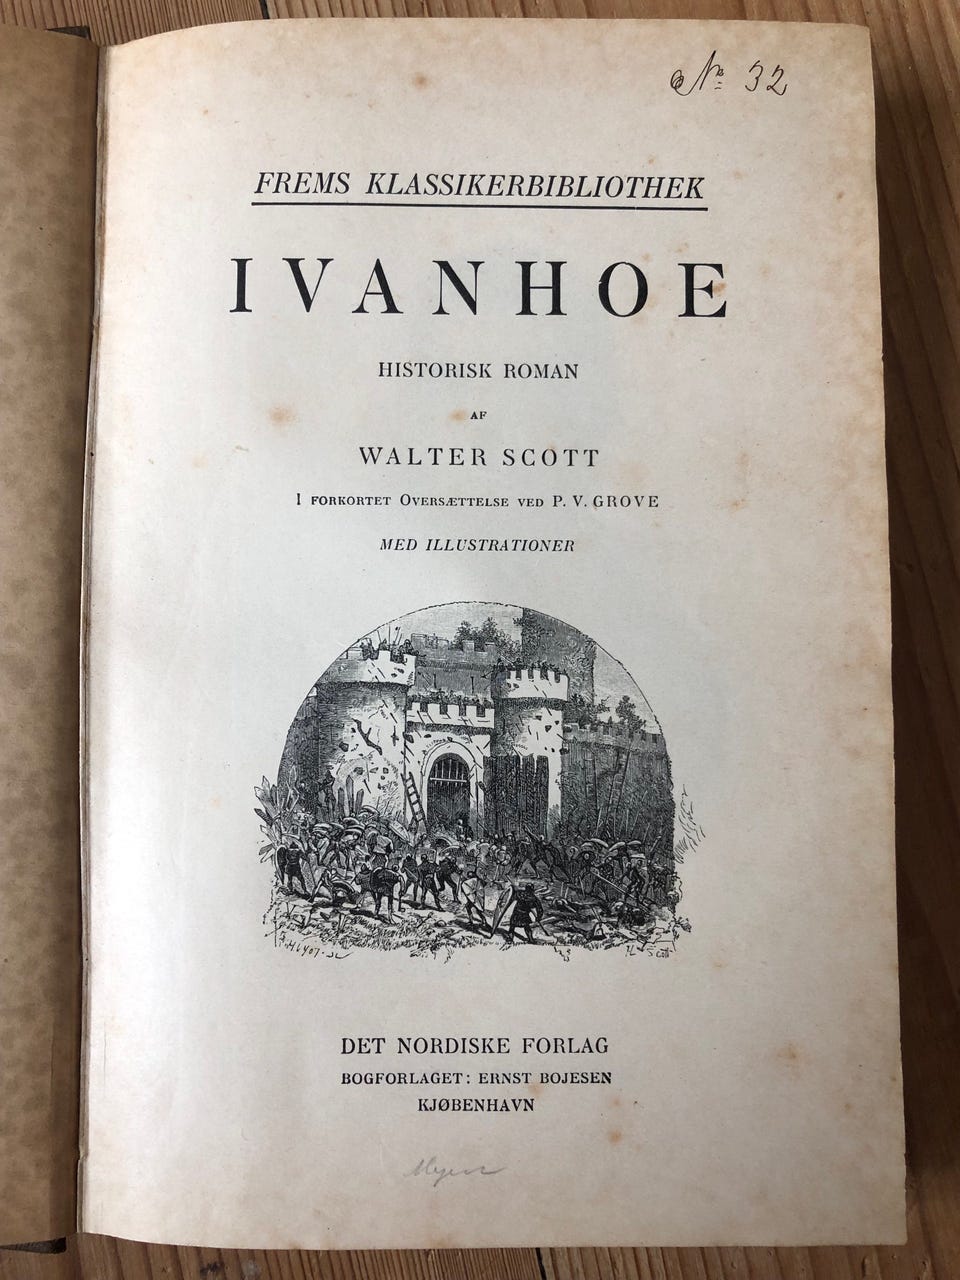 No 32
FREMS KLASSIKERBIBLIOTHEK
IVANHOE
HISTORISK ROMAN
AF
WALTER SCOTT
I FORKORTET OVERSÆTTELSE VED P. V. GROVE
MED ILLUSTRATIONER
DET NORDISKE FORLAG
BOGFORLAGET: ERNST BOJESEN
KJØBENHAVN